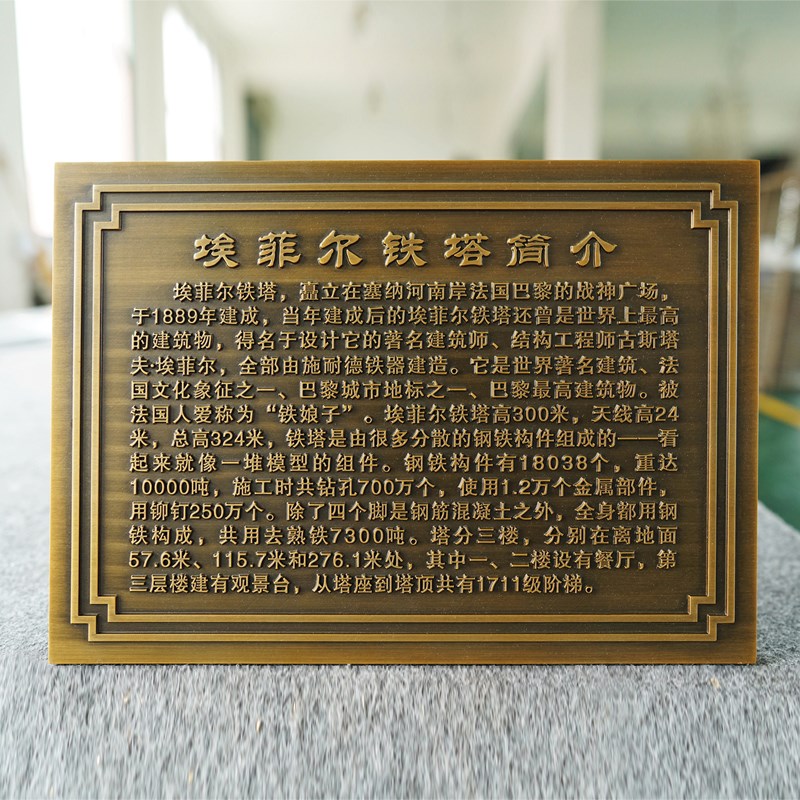 埃菲尔铁塔简介
埃菲尔铁塔，矗立在塞纳河南岸法国巴黎的战神广场，
于1889年建成，当年建成后的埃菲尔铁塔还曾是世界上最高
的建筑物，得名于设计它的著名建筑师、结构工程师古斯塔
夫·埃菲尔，全部由施耐德铁器建造。它是世界著名建筑、法
国文化象征之一、巴黎城市地标之一、巴黎最高建筑物。被
法国人爱称为“铁娘子”。埃菲尔铁塔高300米，天线高24
米，总高324米，铁塔是由很多分散的钢铁构件组成的——看
起来就像一堆模型的组件。钢铁构件有18038个，重达
10000吨，施工时共钻孔700万个，使用1.2万个金属部件，
用铆钉250万个。除了四个脚是钢筋混凝土之外，全身都用钢
铁构成，共用去熟铁7300吨。塔分三楼，分别在离地面
57.6米、115.7米和276.1米处，其中一、二楼设有餐厅，第
三层楼建有观景台，从塔座到塔顶共有1711级阶梯。